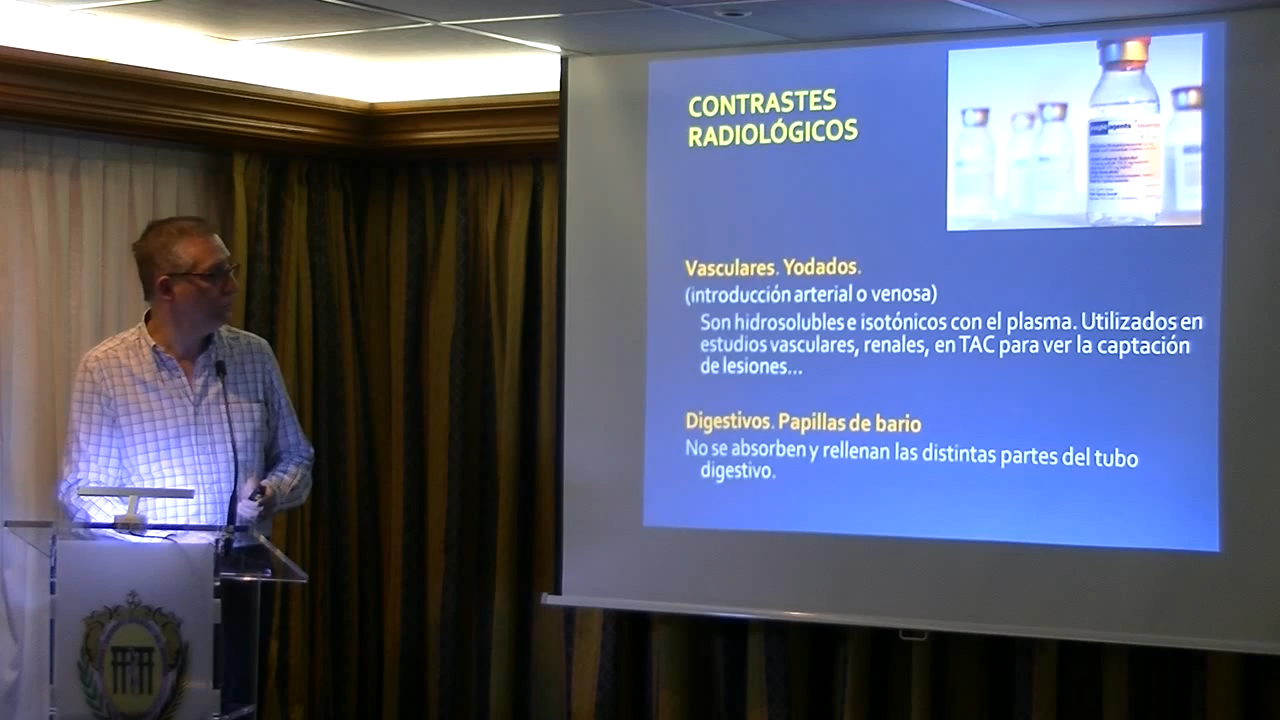 CONTRASTES
RADIOLÓGICOS
agents
Vasculares. Yodados.
(introducción arterial o venosa)
Son hidrosolubles e isotónicos con el plasma. Utilizados en
estudios vasculares, renales, en TAC para ver la captación
de lesiones...
Digestivos. Papillas de bario
No se absorben y rellenan las distintas partes del tubo
digestivo.